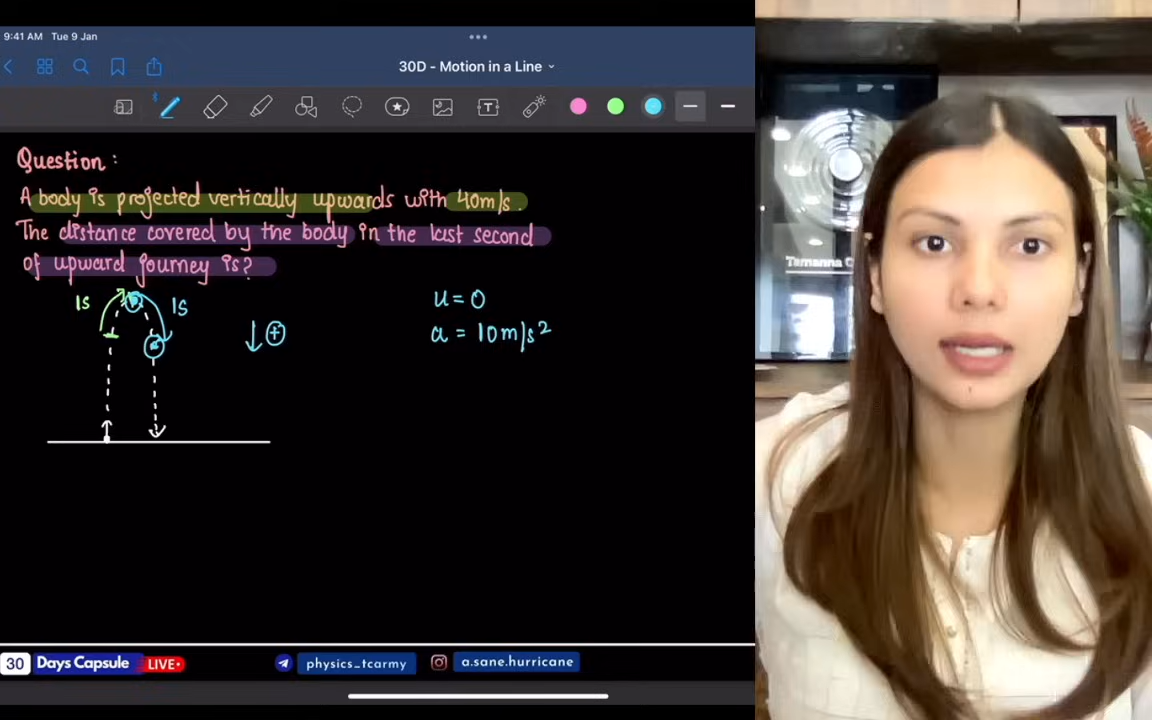 9:41 AM Tue 9 Jan
30D - Motion in a Line
T
Question:
A body is projected vertically upwards with 40m/s.
The distance covered by the body in the last second
of upward journey is?
1s
1s
u = 0
↓ +
a = 10m/s²
30 Days Capsule LIVE
physics_tcarmy
a.sane.hurricane